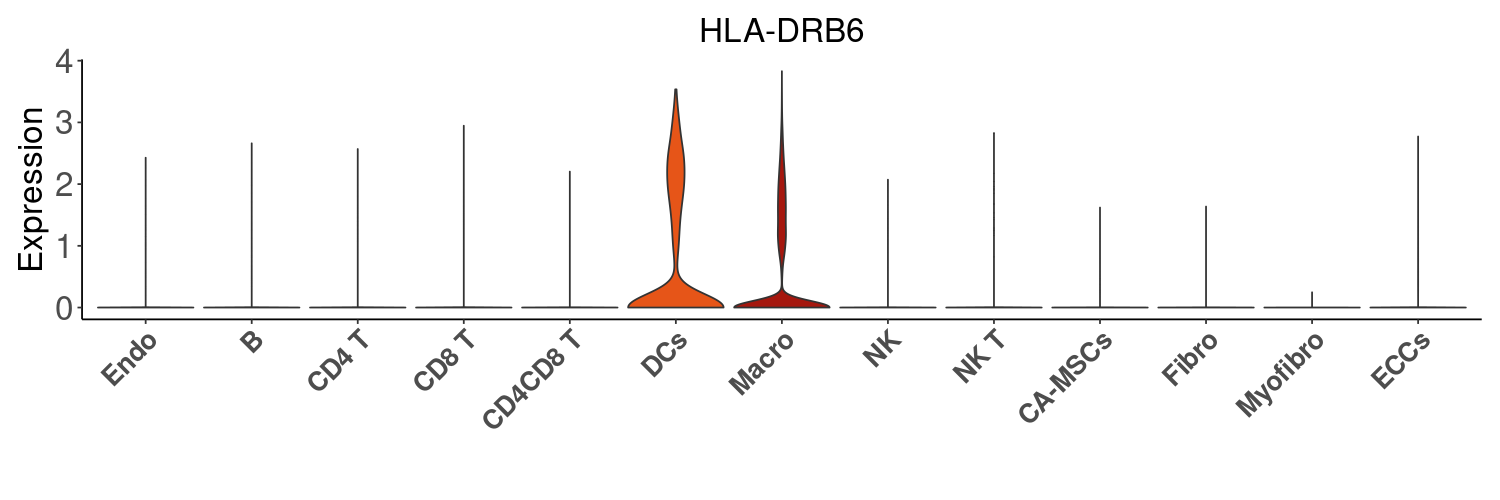 HLA-DRB6
Expression
4
3
2
1
0
Endo
B
CD4 T
CD8 T
CD4CD8 T
DCs
Macro
NK
NK T
CA-MSCs
Fibro
Myofibro
ECCs